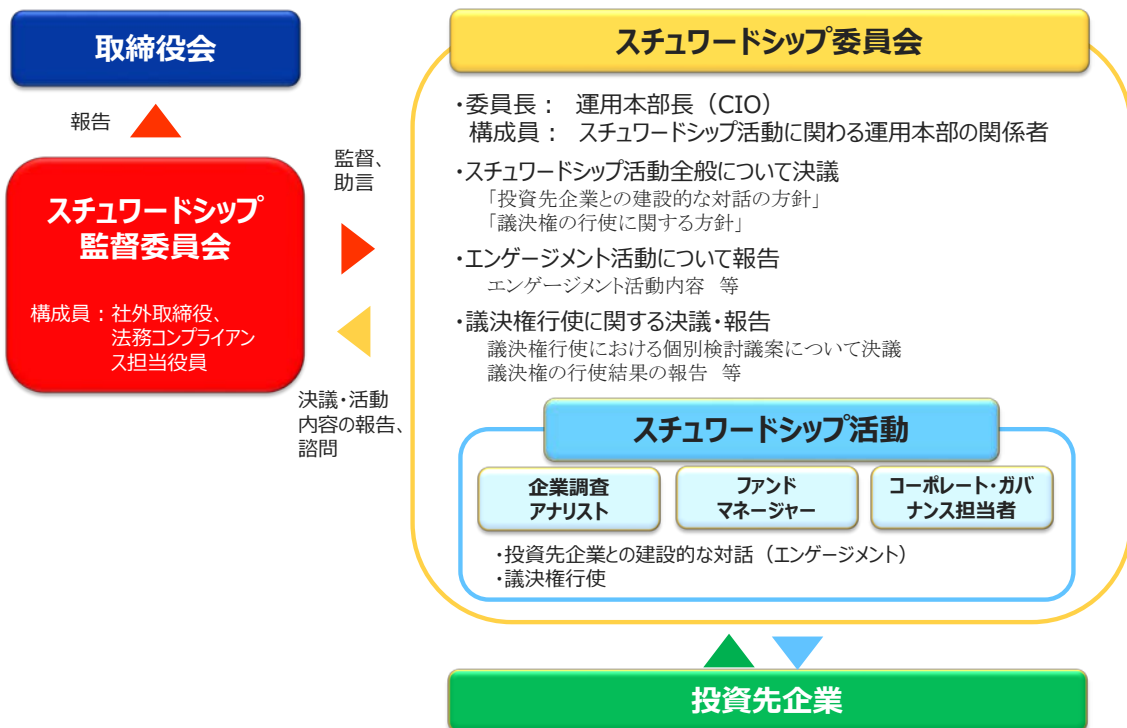 取締役会
報告
スチュワードシップ
監督委員会
構成員：社外取締役、
法務コンプライアン
ス担当役員
監督、
助言
決議・活動
内容の報告、
諮問
スチュワードシップ委員会
・委員長： 運用本部長（CIO）
構成員： スチュワードシップ活動に関わる運用本部の関係者
・スチュワードシップ活動全般について決議
「投資先企業との建設的な対話の方針」
「議決権の行使に関する方針」
・エンゲージメント活動について報告
エンゲージメント活動内容 等
・議決権行使に関する決議・報告
議決権行使における個別検討議案について決議
議決権の行使結果の報告 等
スチュワードシップ活動
企業調査
アナリスト
ファンド
マネージャー
コーポレート・ガバ
ナンス担当者
・投資先企業との建設的な対話（エンゲージメント）
・議決権行使
投資先企業